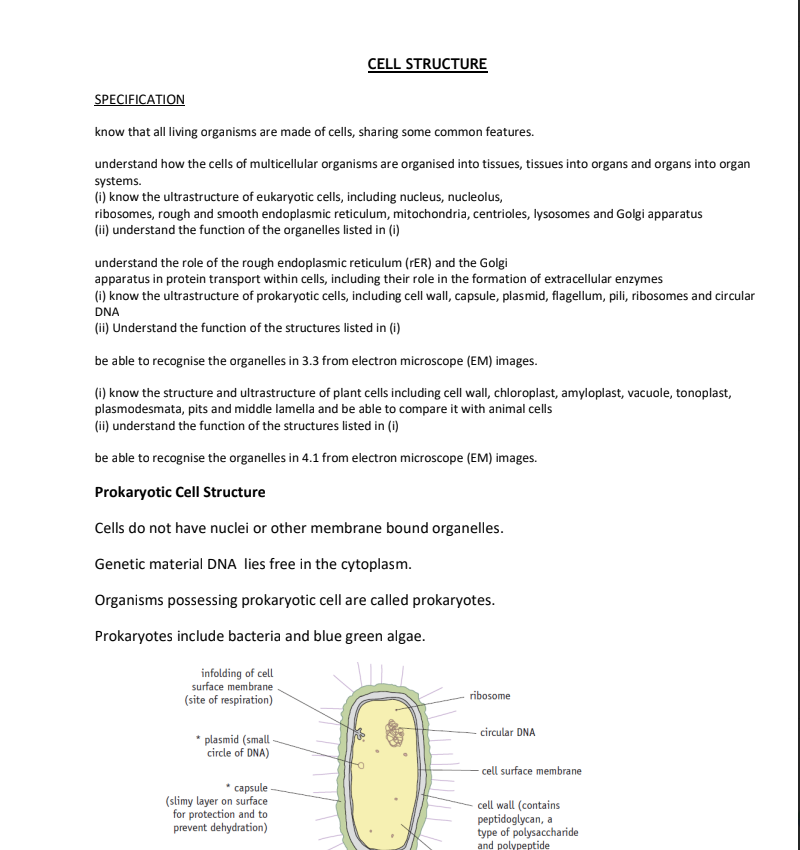 CELL STRUCTURE
SPECIFICATION
know that all living organisms are made of cells, sharing some common features.
understand how the cells of multicellular organisms are organised into tissues, tissues into organs and organs into organ
systems.
(i) know the ultrastructure of eukaryotic cells, including nucleus, nucleolus,
ribosomes, rough and smooth endoplasmic reticulum, mitochondria, centrioles, lysosomes and Golgi apparatus
(ii) understand the function of the organelles listed in (i)
understand the role of the rough endoplasmic reticulum (rER) and the Golgi
apparatus in protein transport within cells, including their role in the formation of extracellular enzymes
(i) know the ultrastructure of prokaryotic cells, including cell wall, capsule, plasmid, flagellum, pili, ribosomes and circular
DNA
(ii) Understand the function of the structures listed in (i)
be able to recognise the organelles in 3.3 from electron microscope (EM) images.
(i) know the structure and ultrastructure of plant cells including cell wall, chloroplast, amyloplast, vacuole, tonoplast,
plasmodesmata, pits and middle lamella and be able to compare it with animal cells
(ii) understand the function of the structures listed in (i)
be able to recognise the organelles in 4.1 from electron microscope (EM) images.
Prokaryotic Cell Structure
Cells do not have nuclei or other membrane bound organelles.
Genetic material DNA lies free in the cytoplasm.
Organisms possessing prokaryotic cell are called prokaryotes.
Prokaryotes include bacteria and blue green algae.
infolding of cell
surface membrane
(site of respiration)
* plasmid (small
circle of DNA)
* capsule
(slimy layer on surface
for protection and to
prevent dehydration)
ribosome
circular DNA
cell surface membrane
cell wall (contains
peptidoglycan, a
type of polysaccharide
and polypeptide